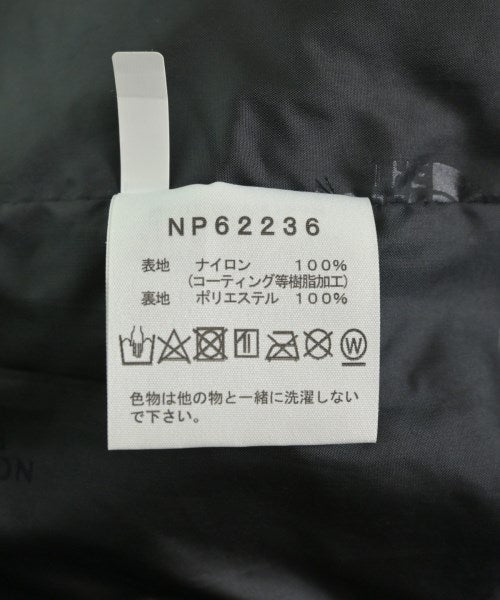 NP62236
表地 ナイロン 100%
(コーティング等樹脂加工)
裏地 ポリエステル 100%
W
色物は他の物と一緒に洗濯しない
で下さい。
ON